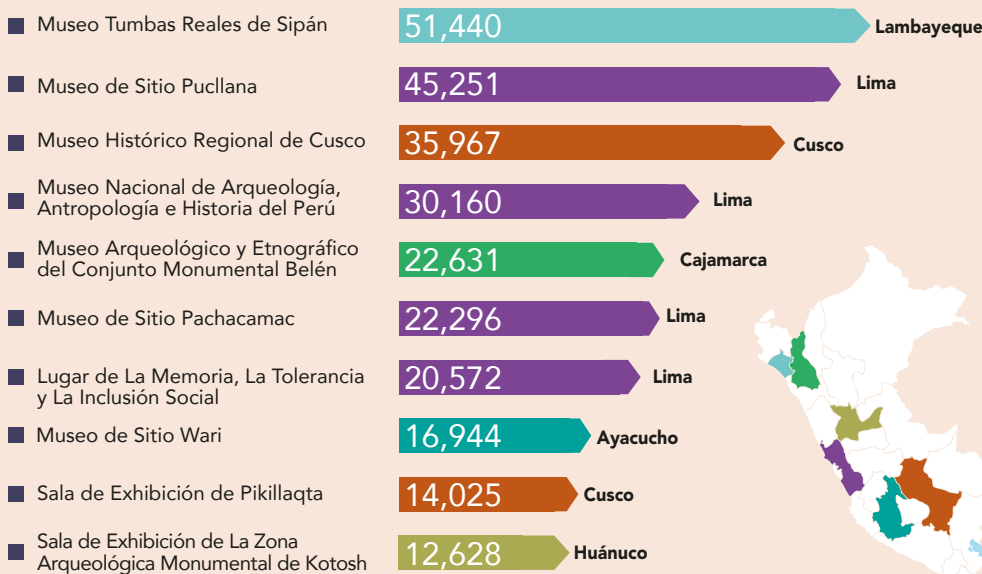 Museo Tumbas Reales de Sipán
51,440
Lambayeque
Museo de Sitio Pucllana
45,251
Lima
Museo Histórico Regional de Cusco
35,967
Cusco
Museo Nacional de Arqueología,
Antropología e Historia del Perú
30,160
Lima
Museo Arqueológico y Etnográfico
del Conjunto Monumental Belén
22,631
Cajamarca
Museo de Sitio Pachacamac
22,296
Lima
Lugar de La Memoria, La Tolerancia
y La Inclusión Social
20,572
Lima
Museo de Sitio Wari
16,944
Ayacucho
Sala de Exhibición de Pikillaqta
14,025
Cusco
Sala de Exhibición de La Zona
Arqueológica Monumental de Kotosh
12,628
Huánuco